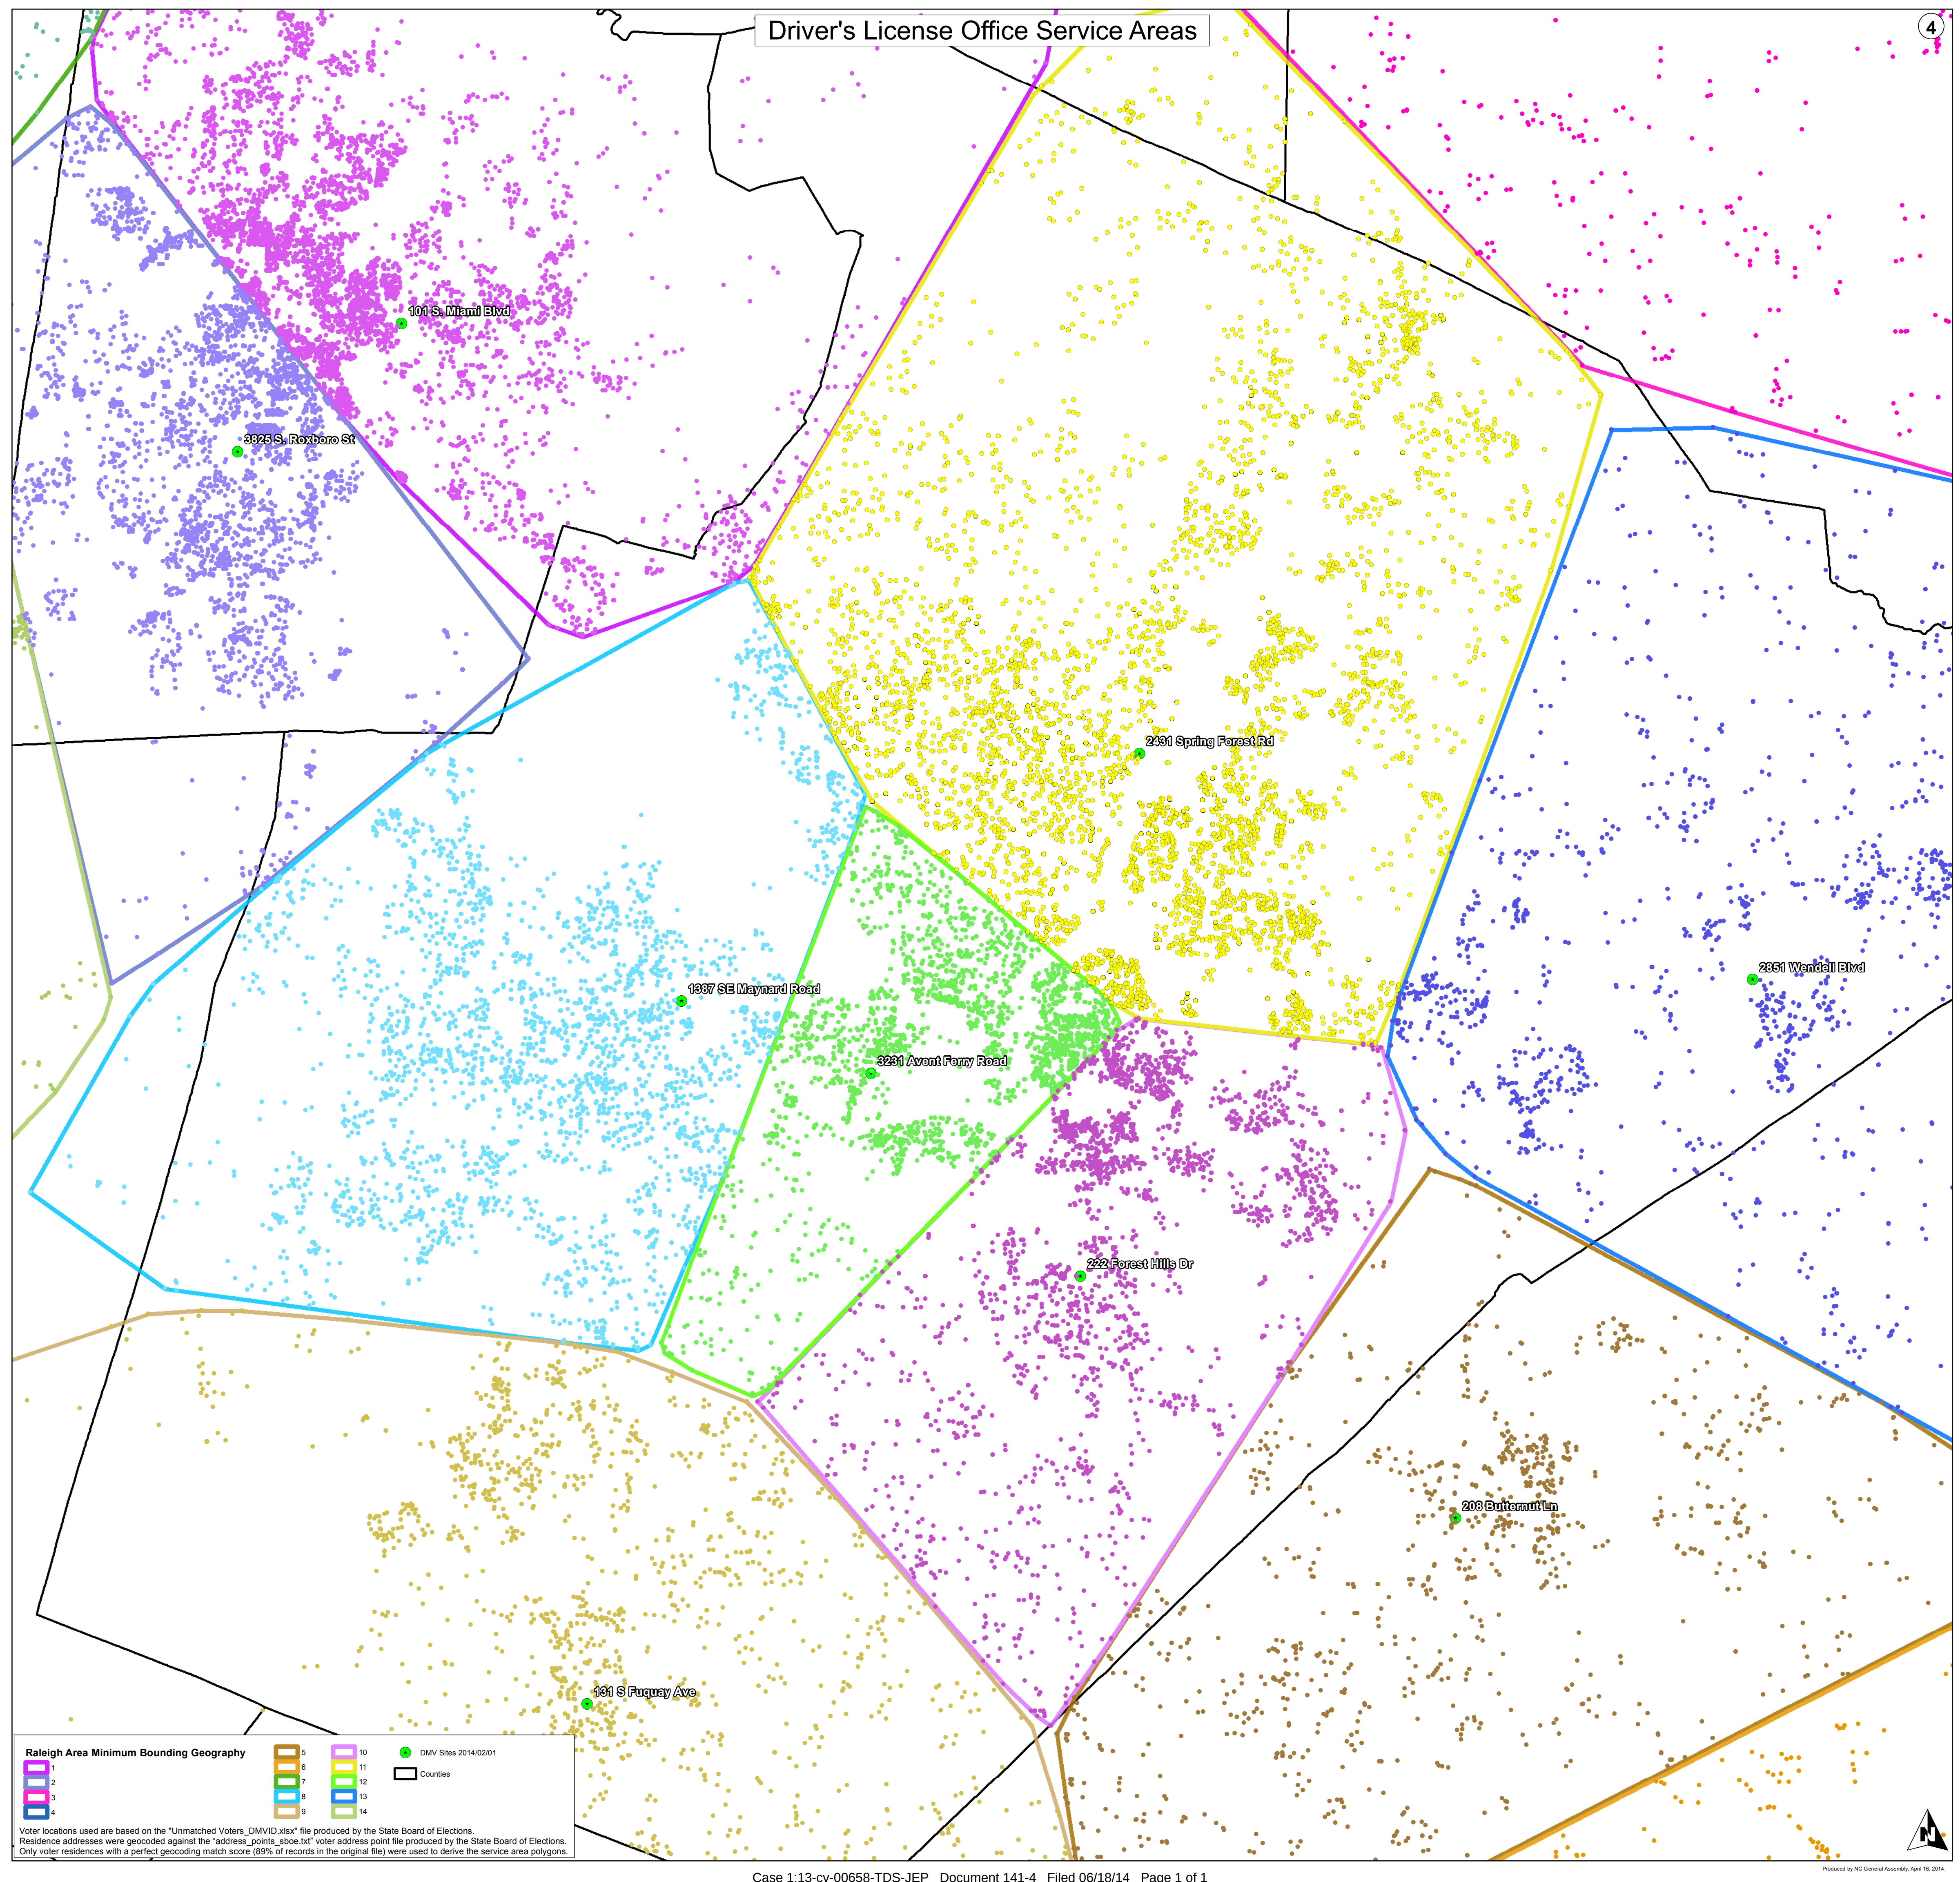 Driver's License Office Service Areas
4
101 S. Miami Blvd
3825 S. Roxboro St
2431 Spring Forest Rd
2851 Wendell Blvd
1387 SE Maynard Road
3231 Avent Ferry Road
222 Forest Hills Dr
208 Butternut Ln
131 S Fuquay Ave
Raleigh Area Minimum Bounding Geography
1
2
3
4
5
6
7
8
9
10
11
12
13
14
DMV Sites 2014/02/01
Counties
Voter locations used are based on the "Unmatched Voters_DMVID.xlsx" file produced by the State Board of Elections.
Residence addresses were geocoded against the "address_points_sboe.txt" voter address point file produced by the State Board of Elections.
Only voter residences with a perfect geocoding match score (89% of records in the original file) were used to derive the service area polygons.
N
Produced by NC General Assembly, April 16, 2014.
Case 1:13-cv-00658-TDS-JEP Document 141-4 Filed 06/18/14 Page 1 of 1